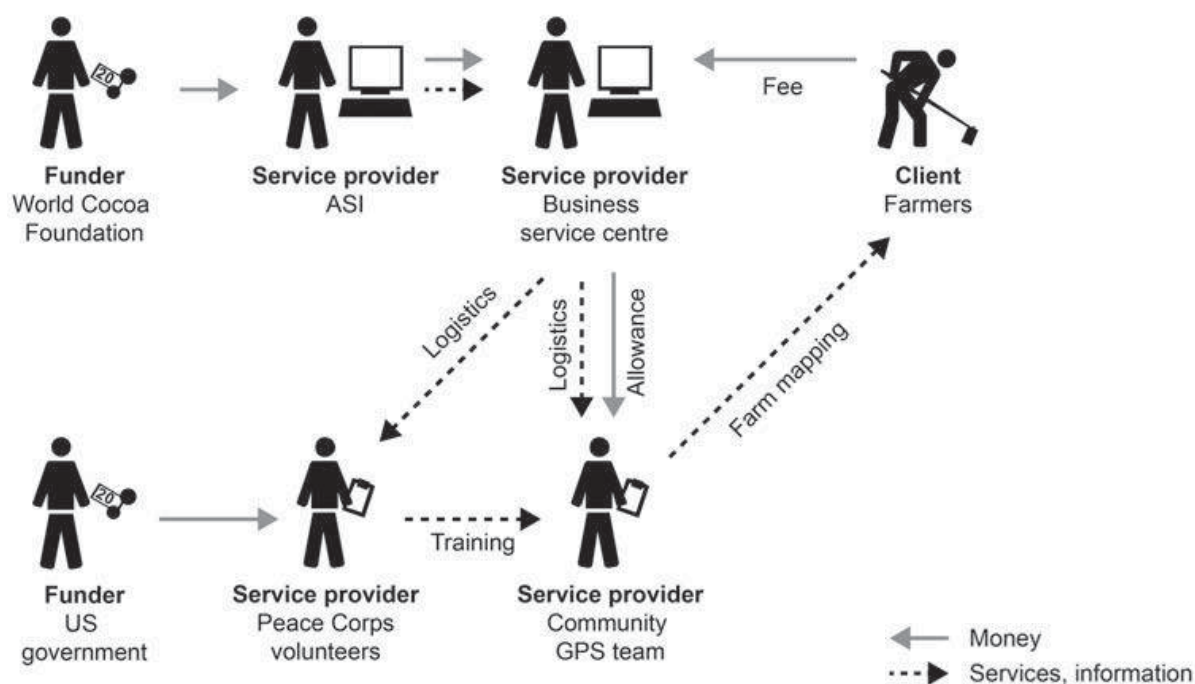 20
Fee
Funder
World Cocoa
Foundation
Service provider
ASI
Service provider
Business
service centre
Client
Farmers
Logistics
Logistics
Allowance
Farm mapping
20
Training
Funder
US
government
Service provider
Peace Corps
volunteers
Service provider
Community
GPS team
Money
Services, information